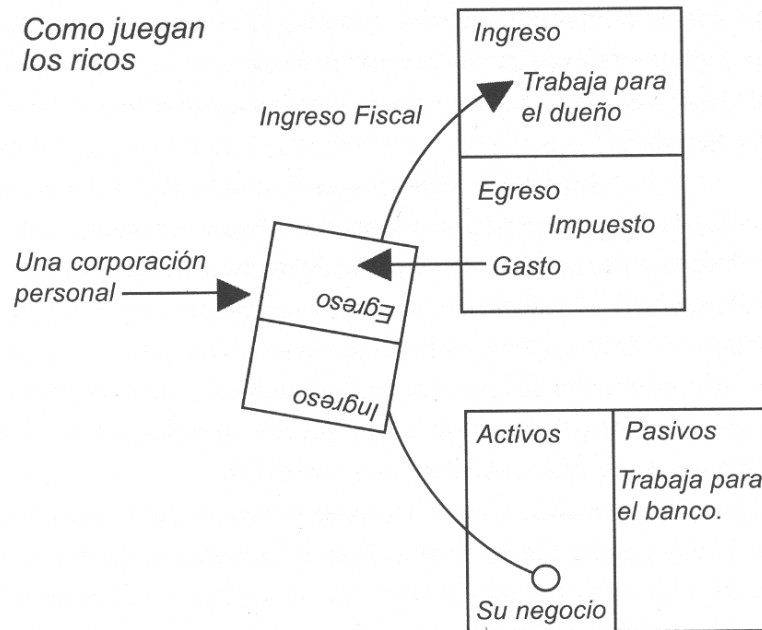 Como juegan
los ricos
Ingreso
Trabaja para
el dueño
Ingreso Fiscal
Egreso
Impuesto
Gasto
Una corporación
personal
Egreso
Ingreso
Activos
Pasivos
Trabaja para
el banco.
Su negocio